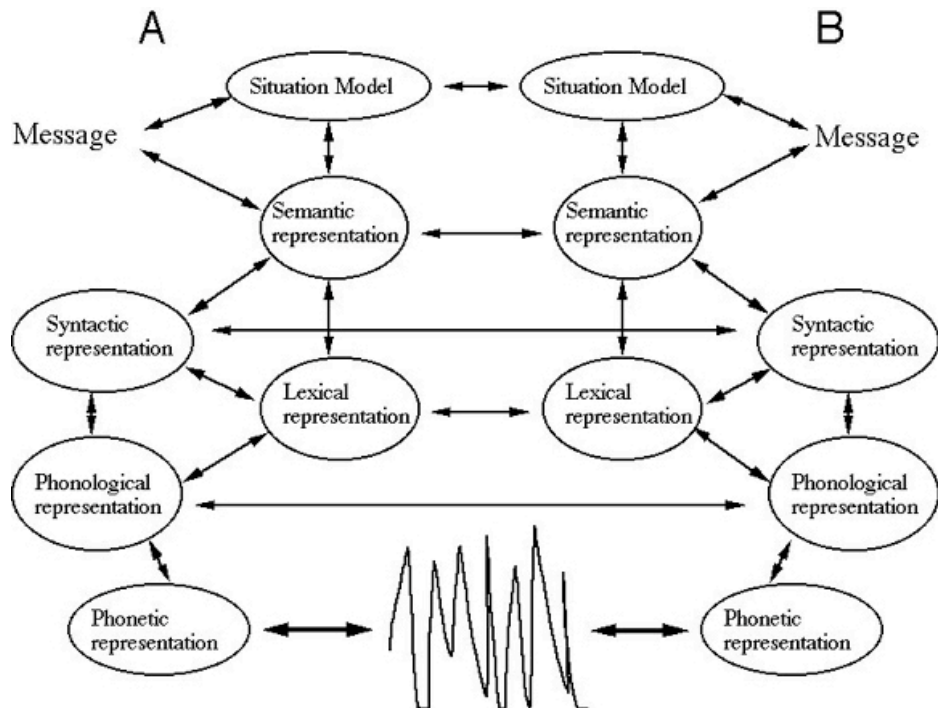 A
B
Situation Model
Situation Model
Message
Message
Semantic
representation
Semantic
representation
Syntactic
representation
Syntactic
representation
Lexical
representation
Lexical
representation
Phonological
representation
Phonological
representation
Phonetic
representation
Phonetic
representation